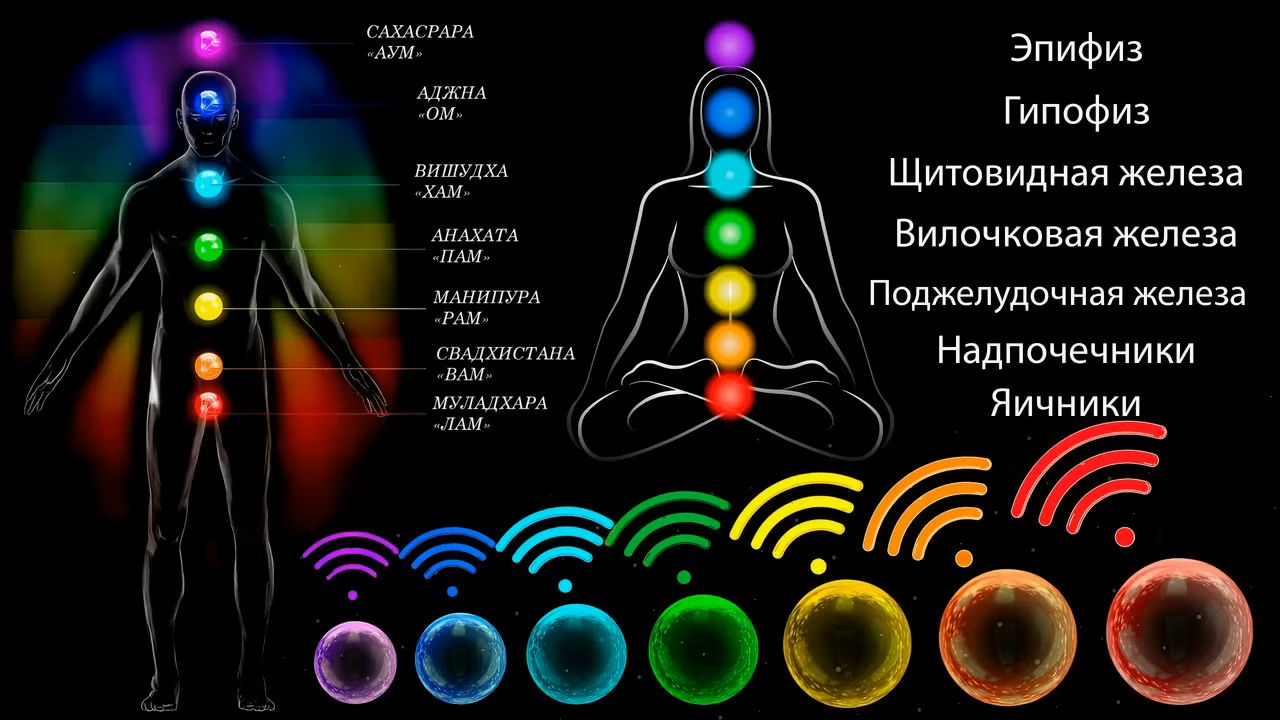 САХАСРАРА
«АУМ»
АДЖНА
«ОМ»
ВИШУДХА
«ХАМ»
АНАХАТА
«ПАМ»
МАНИПУРА
«РАМ»
СВАДХИСТАНА
«ВАМ»
МУЛАДХАРА
«ЛАМ»
Эпифиз
Гипофиз
Щитовидная железа
Вилочковая железа
Поджелудочная железа
Надпочечники
Яичники